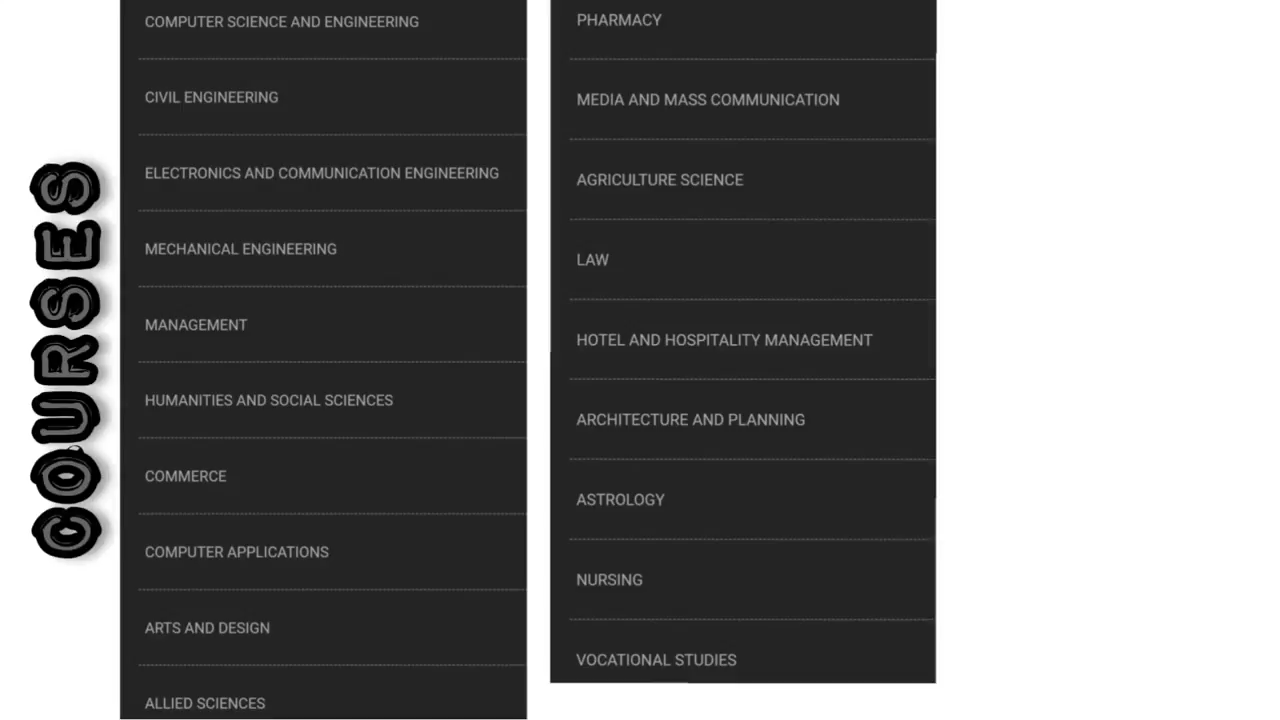 COURSES
COMPUTER SCIENCE AND ENGINEERING
CIVIL ENGINEERING
ELECTRONICS AND COMMUNICATION ENGINEERING
MECHANICAL ENGINEERING
MANAGEMENT
HUMANITIES AND SOCIAL SCIENCES
COMMERCE
COMPUTER APPLICATIONS
ARTS AND DESIGN
ALLIED SCIENCES
PHARMACY
MEDIA AND MASS COMMUNICATION
AGRICULTURE SCIENCE
LAW
HOTEL AND HOSPITALITY MANAGEMENT
ARCHITECTURE AND PLANNING
ASTROLOGY
NURSING
VOCATIONAL STUDIES